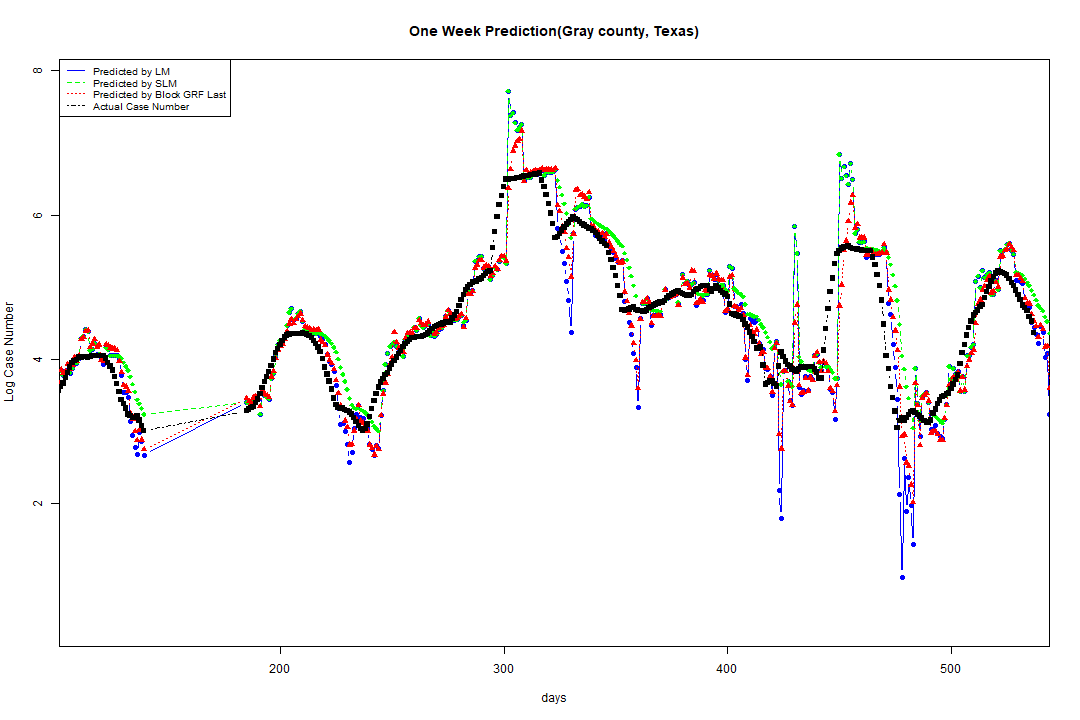 One Week Prediction(Gray county, Texas)
Predicted by LM
Predicted by SLM
Predicted by Block GRF Last
Actual Case Number
8
6
4
2
Log Case Number
200 300 400 500
days